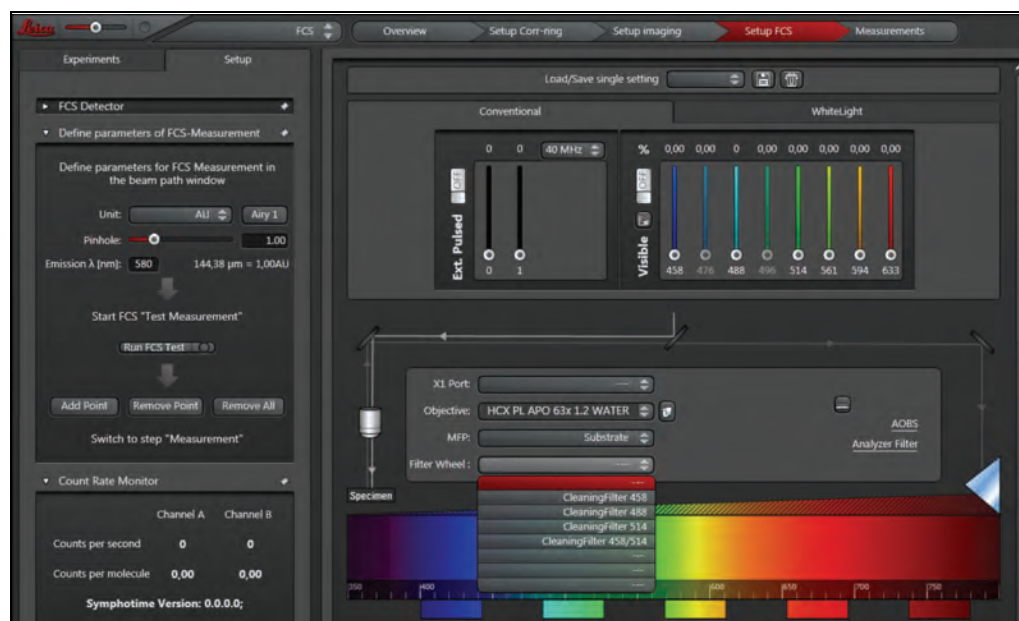 Leica
FCS
Overview
Setup Corr-ring
Setup imaging
Setup FCS
Measurements
Experiments
Setup
FCS Detector
Define parameters of FCS-Measurement
Define parameters for FCS Measurement in
the beam path window
Unit: AU Airy 1
Pinhole: 1.00
Emission λ [nm]: 580 144,38 µm = 1,00AU
Start FCS "Test Measurement"
Run FCS Test
Add Point Remove Point Remove All
Switch to step "Measurement"
Count Rate Monitor
Channel A Channel B
Counts per second 0 0
Counts per molecule 0,00 0,00
Symphotime Version: 0.0.0.0;
Load/Save single setting
Conventional
WhiteLight
0 0 40 MHz
OFF
Ext. Pulsed
0 1
% 0,00 0,00 0 0,00 0,00 0,00 0,00 0,00
OFF
Visible
458 476 488 496 514 561 594 633
X1 Port: ---
Objective: HCX PL APO 63x 1.2 WATER
MFP: Substrate
Filter Wheel : ---
---
CleaningFilter 458
CleaningFilter 488
CleaningFilter 514
CleaningFilter 458/514
---
---
---
AOBS
Analyzer Filter
Specimen
350 400 600 650 700 750